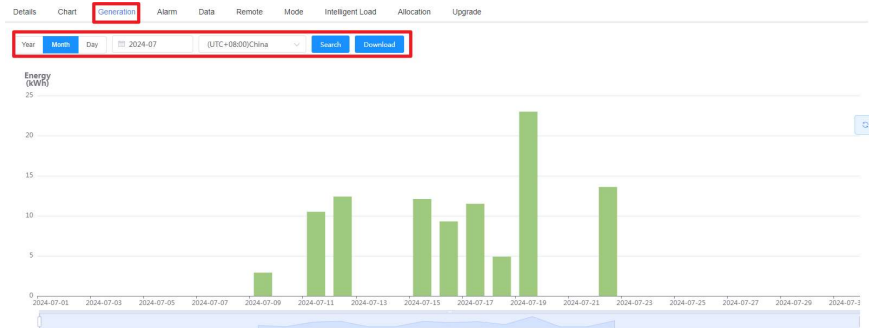 Details Chart Generation Alarm Data Remote Mode Intelligent Load Allocation Upgrade
Year Month Day 2024-07 (UTC+08:00)China Search Download
Energy
(kWh)
25
20
15
10
5
0
2024-07-01 2024-07-03 2024-07-05 2024-07-07 2024-07-09 2024-07-11 2024-07-13 2024-07-15 2024-07-17 2024-07-19 2024-07-21 2024-07-23 2024-07-25 2024-07-27 2024-07-29 2024-07-3